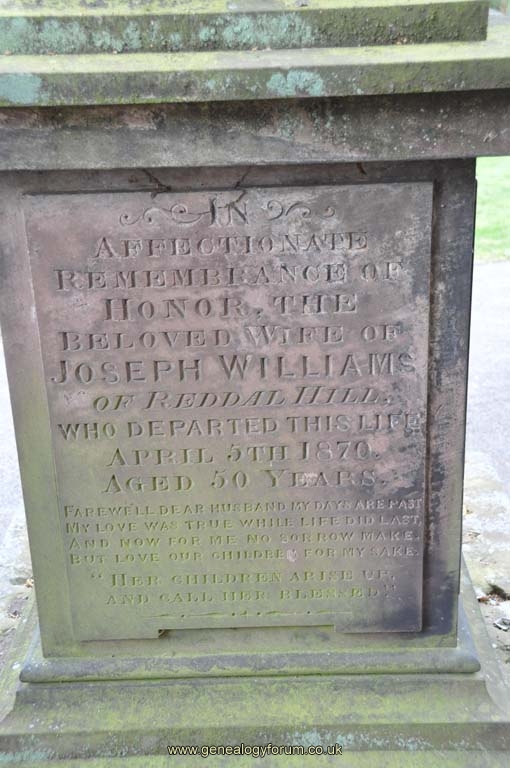 IN
AFFECTIONATE
REMEMBRANCE OF
HONOR, THE
BELOVED WIFE OF
JOSEPH WILLIAMS
OF REDDAL HILL,
WHO DEPARTED THIS LIFE
APRIL 5TH 1870.
AGED 50 YEARS.
FAREWELL DEAR HUSBAND MY DAYS ARE PAST
MY LOVE WAS TRUE WHILE LIFE DID LAST,
AND NOW FOR ME NO SORROW MAKE.
BUT LOVE OUR CHILDREN FOR MY SAKE.
"HER CHILDREN ARISE UP,
AND CALL HER BLESSED"
www.genealogyforum.co.uk